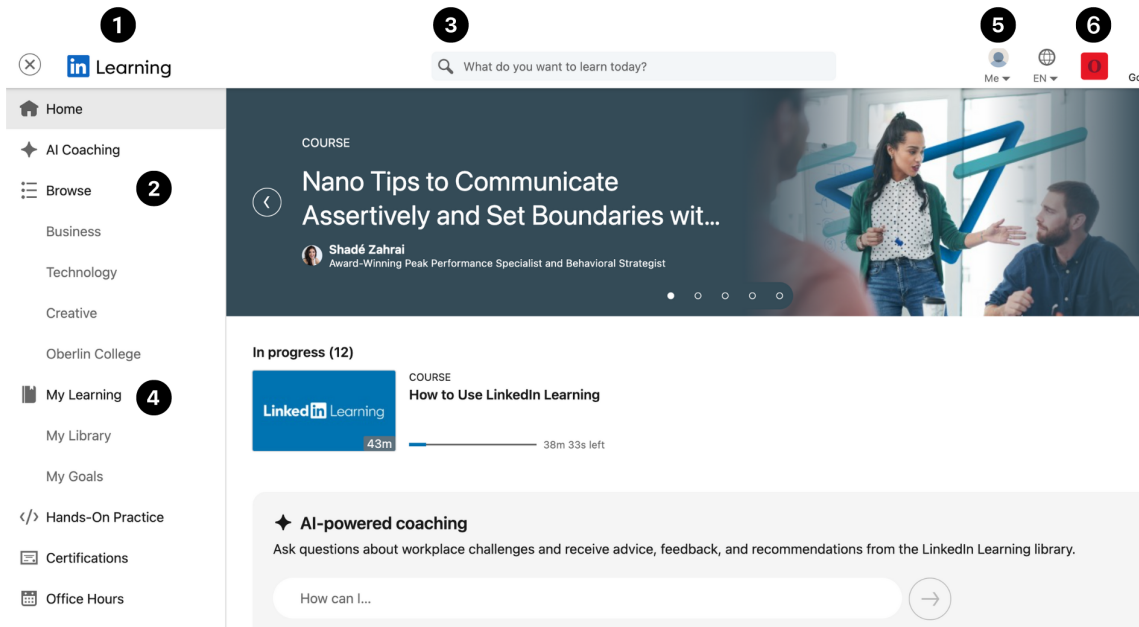 1
3
5
6
in Learning
What do you want to learn today?
Me
EN
O
Go
Home
AI Coaching
Browse
2
Business
Technology
Creative
Oberlin College
My Learning
4
My Library
My Goals
Hands-On Practice
Certifications
Office Hours
COURSE
Nano Tips to Communicate
Assertively and Set Boundaries wit...
Shadé Zahrai
Award-Winning Peak Performance Specialist and Behavioral Strategist
In progress (12)
Linked in Learning
43m
COURSE
How to Use LinkedIn Learning
38m 33s left
AI-powered coaching
Ask questions about workplace challenges and receive advice, feedback, and recommendations from the LinkedIn Learning library.
How can I...